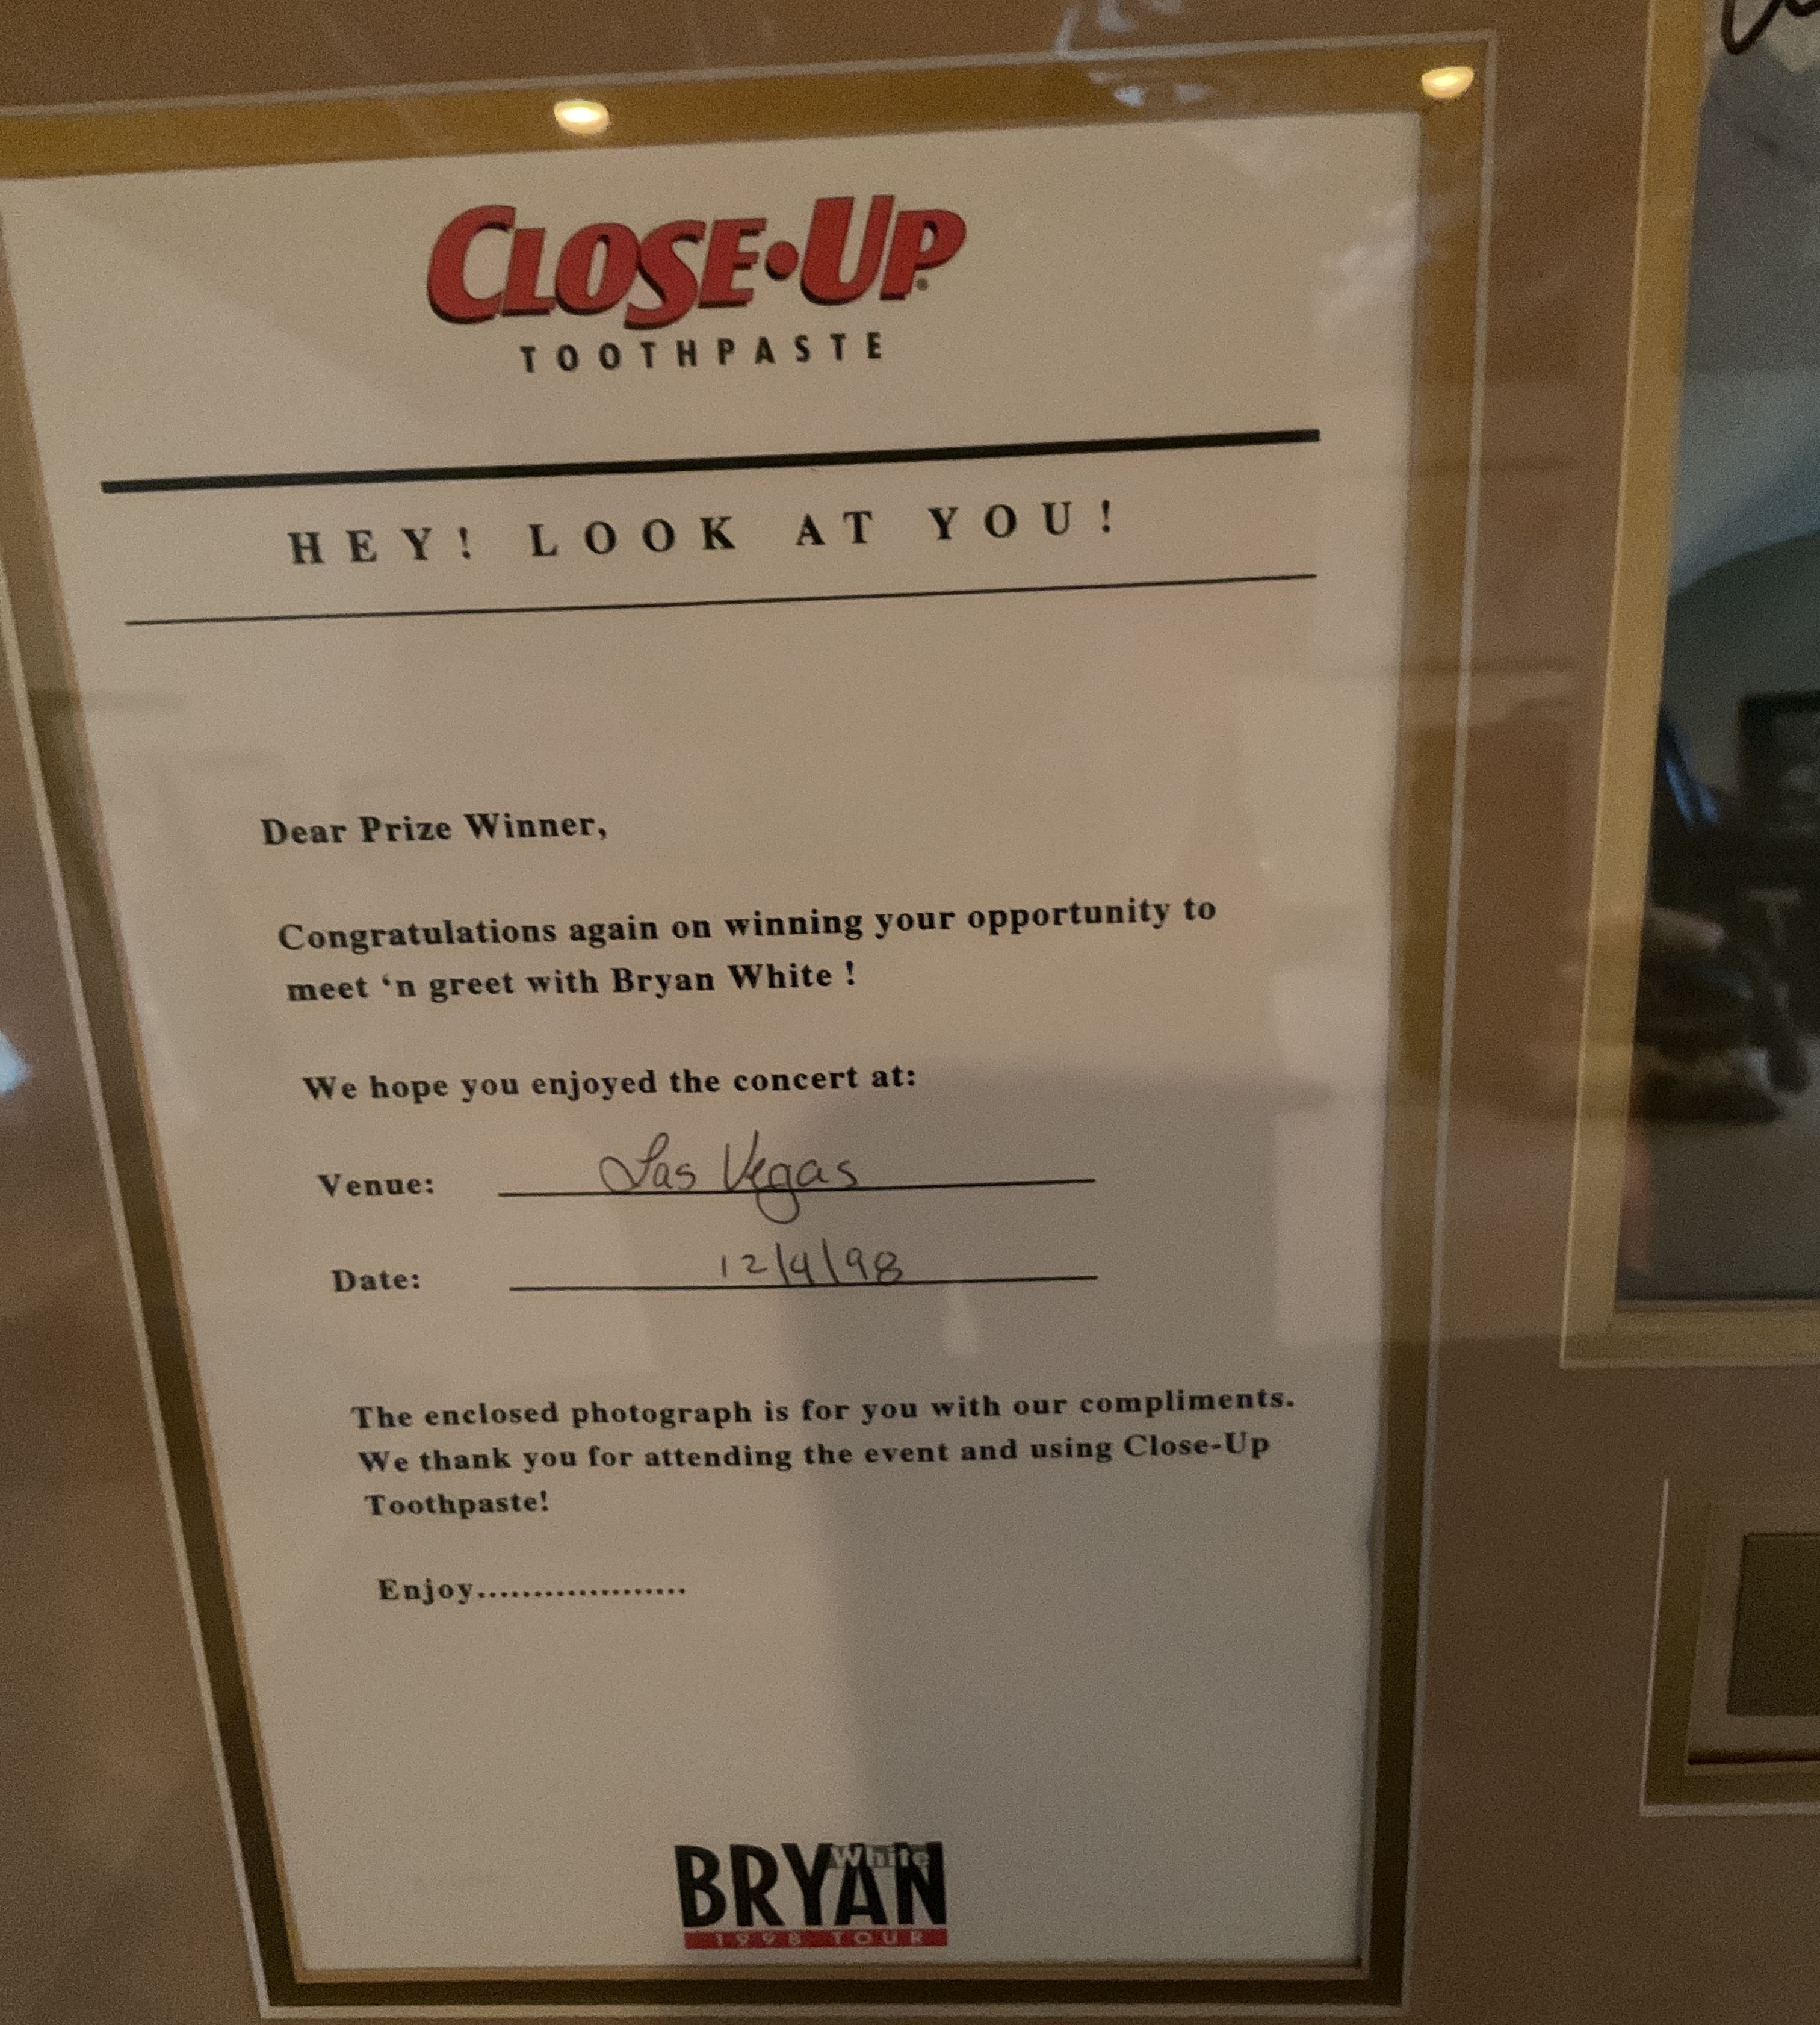 CLOSE•UP®
TOOTHPASTE
HEY! LOOK AT YOU!
Dear Prize Winner,
Congratulations again on winning your opportunity to
meet ‘n greet with Bryan White !
We hope you enjoyed the concert at:
Venue: Las Vegas
Date: 12/4/98
The enclosed photograph is for you with our compliments.
We thank you for attending the event and using Close-Up
Toothpaste!
Enjoy...................
BRYAN
White
1998 TOUR